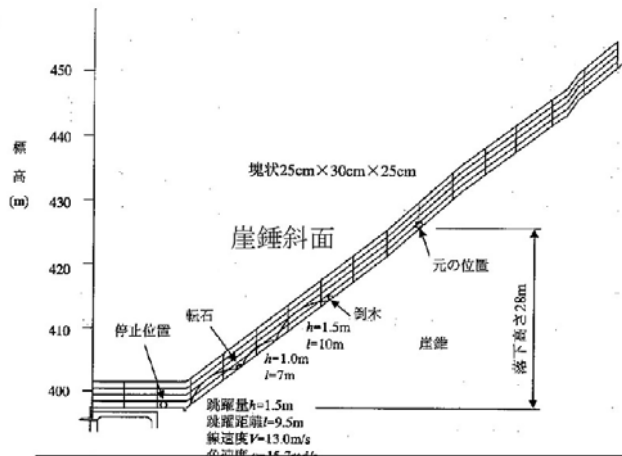 450
440
430
420
410
400
標高(m)
塊状25cm×30cm×25cm
崖錐斜面
元の位置
倒木
h=1.5m
l=10m
崖錐
落下高さ28m
転石
停止位置
h=1.0m
l=7m
跳躍量h=1.5m
跳躍距離l=9.5m
線速度V=13.0m/s